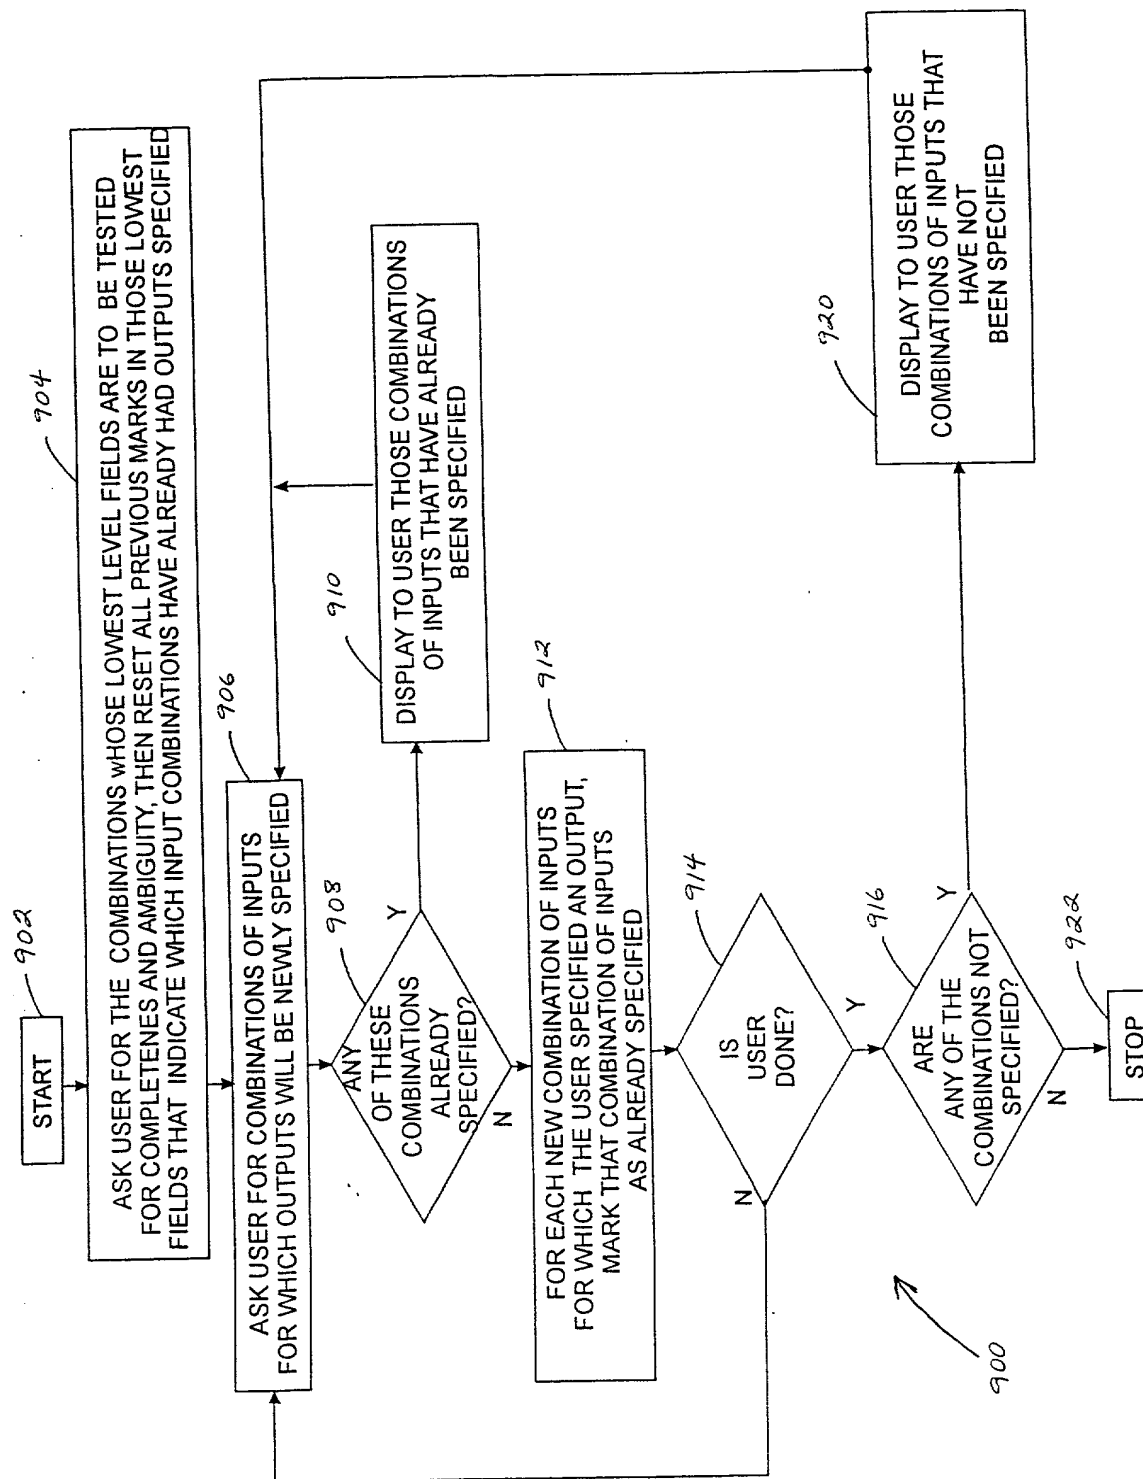 902
START
904
ASK USER FOR THE COMBINATIONS wHOSE LOWEST LEVEL FIELDS ARE TO BE TESTED
FOR COMPLETENES AND AMBIGUITY, THEN RESET ALL PREVIOUS MARKS IN THOSE LOWEST
FIELDS THAT INDICATE WHICH INPUT COMBINATIONS HAVE ALREADY HAD OUTPUTS SPECIFIED
906
ASK USER FOR COMBINATIONS OF INPUTS
FOR WHICH OUTPUTS WILL BE NEWLY SPECIFIED
908
ANY
OF THESE
COMBINATIONS
ALREADY
SPECIFIED?
Y
N
910
DISPLAY TO USER THOSE COMBINATIONS
OF INPUTS THAT HAVE ALREADY
BEEN SPECIFIED
912
FOR EACH NEW COMBINATION OF INPUTS
FOR WHICH THE USER SPECIFIED AN OUTPUT,
MARK THAT COMBINATION OF INPUTS
AS ALREADY SPECIFIED
914
IS
USER
DONE?
N
Y
916
ARE
ANY OF THE
COMBINATIONS NOT
SPECIFIED?
Y
N
920
DISPLAY TO USER THOSE
COMBINATIONS OF INPUTS THAT
HAVE NOT
BEEN SPECIFIED
922
STOP
900